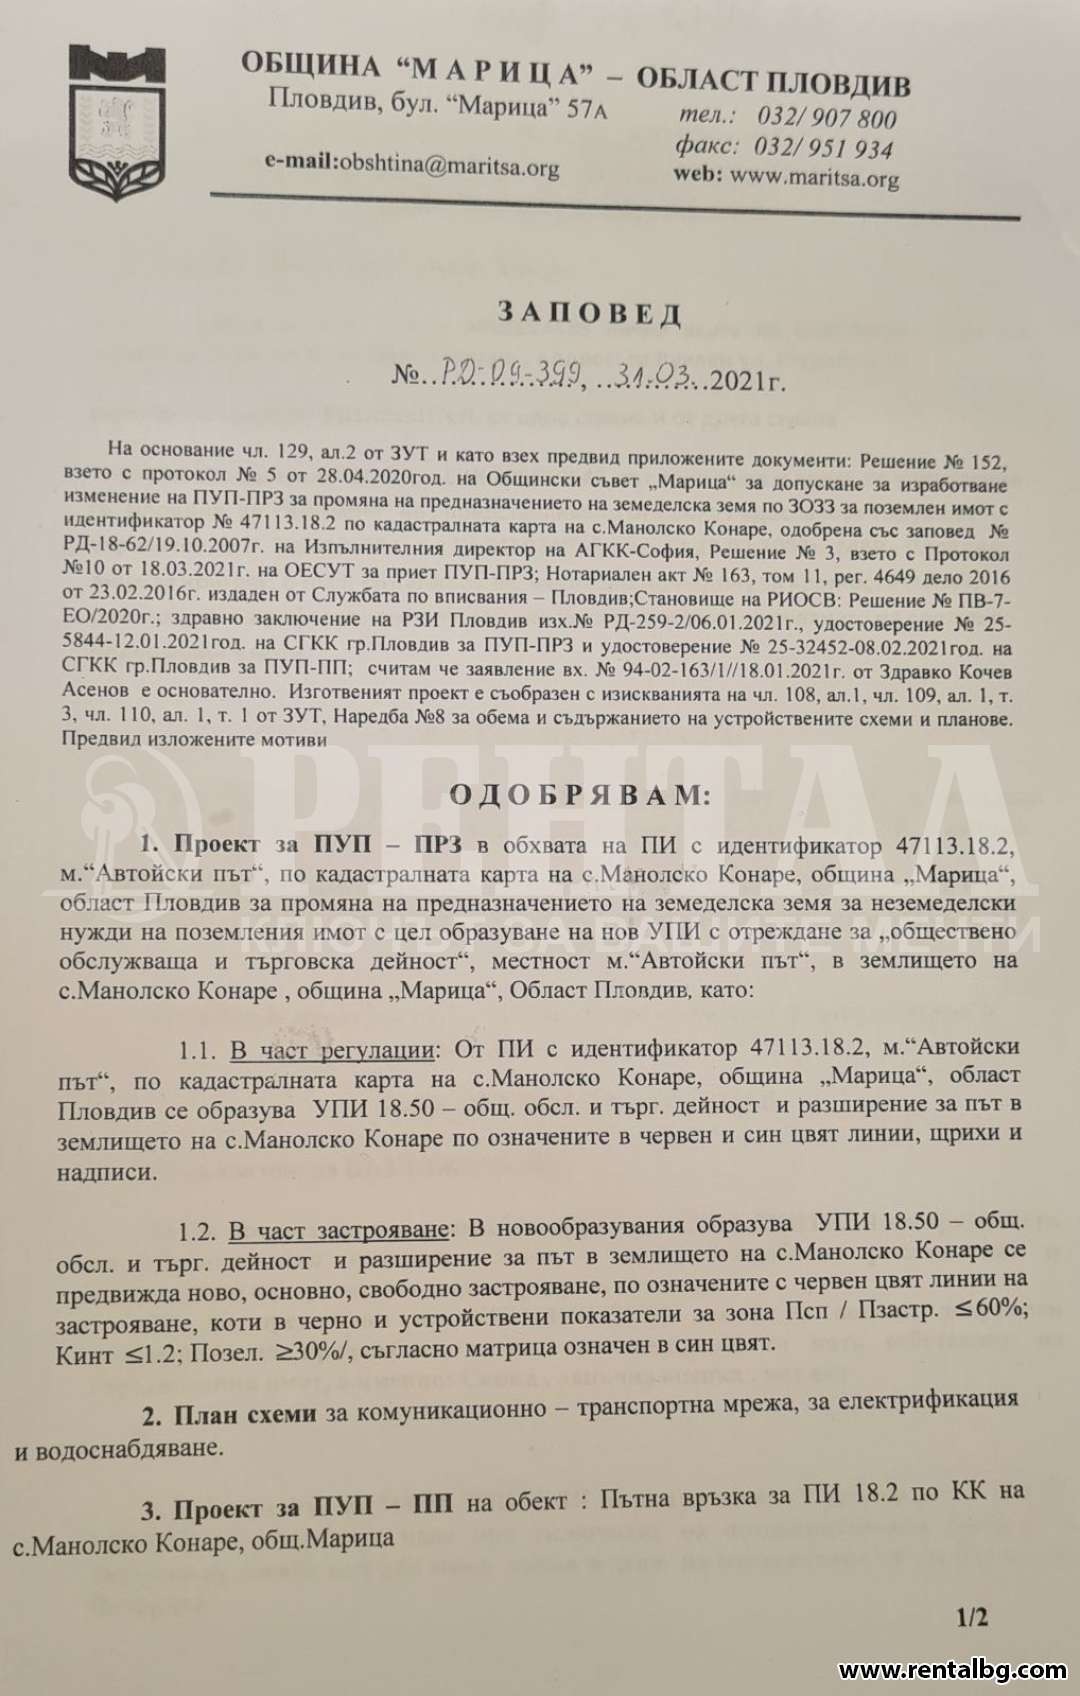 ОБЩИНА “М А Р И Ц А” – ОБЛАСТ ПЛОВДИВ
Пловдив, бул. “Марица” 57А
тел.: 032/ 907 800
факс: 032/ 951 934
e-mail:obshtina@maritsa.org
web: www.maritsa.org
З А П О В Е Д
№..РД-09-399, ..31.03...2021г.
На основание чл. 129, ал.2 от ЗУТ и като взех предвид приложените документи: Решение № 152,
взето с протокол № 5 от 28.04.2020год. на Общински съвет „Марица“ за допускане за изработване
изменение на ПУП-ПРЗ за промяна на предназначението на земеделска земя по ЗОЗЗ за поземлен имот с
идентификатор № 47113.18.2 по кадастралната карта на с.Манолско Конаре, одобрена със заповед №
РД-18-62/19.10.2007г. на Изпълнителния директор на АГКК-София, Решение № 3, взето с Протокол
№10 от 18.03.2021г. на ОЕСУТ за приет ПУП-ПРЗ; Нотариален акт № 163, том 11, рег. 4649 дело 2016
от 23.02.2016г. издаден от Службата по вписвания – Пловдив;Становище на РИОСВ: Решение № ПВ-7-
ЕО/2020г.; здравно заключение на РЗИ Пловдив изх.№ РД-259-2/06.01.2021г., удостоверение № 25-
5844-12.01.2021год. на СГКК гр.Пловдив за ПУП-ПРЗ и удостоверение № 25-32452-08.02.2021год. на
СГКК гр.Пловдив за ПУП-ПП; считам че заявление вх. № 94-02-163/1//18.01.2021г. от Здравко Кочев
Асенов е основателно. Изготвеният проект е съобразен с изискванията на чл. 108, ал.1, чл. 109, ал. 1, т.
3, чл. 110, ал. 1, т. 1 от ЗУТ, Наредба №8 за обема и съдържанието на устройствените схеми и планове.
Предвид изложените мотиви
РЕНТАЛ
КЛЮЧЪТ ЗА ВАШИТЕ МЕЧТИ
О Д О Б Р Я В А М:
1. Проект за ПУП – ПРЗ в обхвата на ПИ с идентификатор 47113.18.2,
м.“Автойски път“, по кадастралната карта на с.Манолско Конаре, община „Марица“,
област Пловдив за промяна на предназначението на земеделска земя за неземеделски
нужди на поземления имот с цел образуване на нов УПИ с отреждане за „обществено
обслужваща и търговска дейност“, местност м.“Автойски път“, в землището на
с.Манолско Конаре , община „Марица“, Област Пловдив, като:
1.1. В част регулации: От ПИ с идентификатор 47113.18.2, м.“Автойски
път“, по кадастралната карта на с.Манолско Конаре, община „Марица“, област
Пловдив се образува УПИ 18.50 – общ. обсл. и търг. дейност и разширение за път в
землището на с.Манолско Конаре по означените в червен и син цвят линии, щрихи и
надписи.
1.2. В част застрояване: В новообразувания образува УПИ 18.50 – общ.
обсл. и търг. дейност и разширение за път в землището на с.Манолско Конаре се
предвижда ново, основно, свободно застрояване, по означените с червен цвят линии на
застрояване, коти в черно и устройствени показатели за зона Псп / Пзастр. ≤60%;
Кинт ≤1.2; Позел. ≥30%/, съгласно матрица означен в син цвят.
2. План схеми за комуникационно – транспортна мрежа, за електрификация
и водоснабдяване.
3. Проект за ПУП – ПП на обект : Пътна връзка за ПИ 18.2 по КК на
с.Манолско Конаре, общ.Марица
1/2
www.rentalbg.com